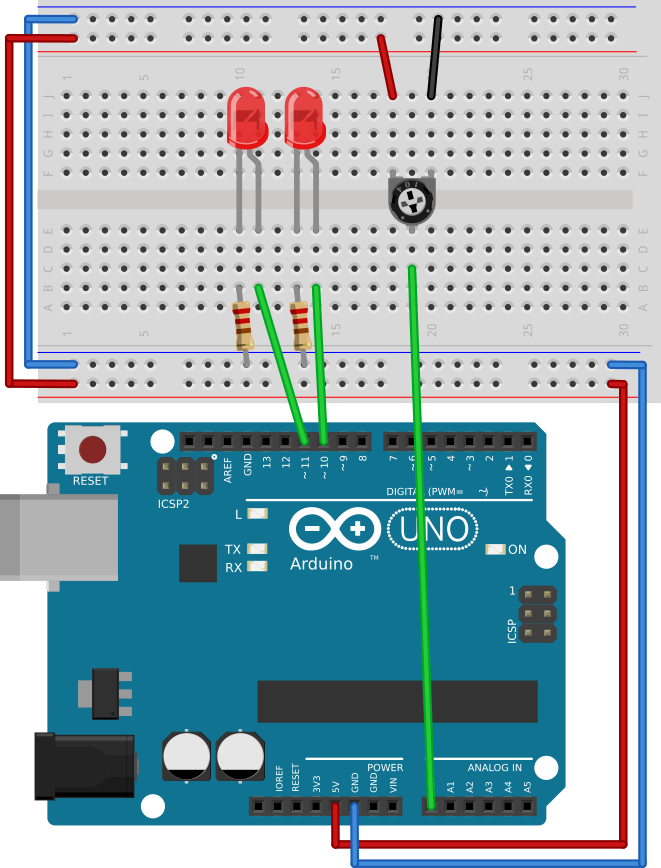 1 5 10 15 20 25 30
J J
I I
H H
G G
F F
104
E E
D D
C C
B B
A A
1 5 10 15 20 25 30
RESET
ICSP2
AREF
GND
13
12
~11
~10
~9
8
7
~6
~5
4
~3
2
TX0 ▶ 1
RX0 ◀ 0
DIGITAL (PWM= ~)
L
TX
RX
Arduino
TM
UNO
ON
1
ICSP
POWER
ANALOG IN
IOREF
RESET
3V3
5V
GND
GND
VIN
A1
A2
A3
A4
A5